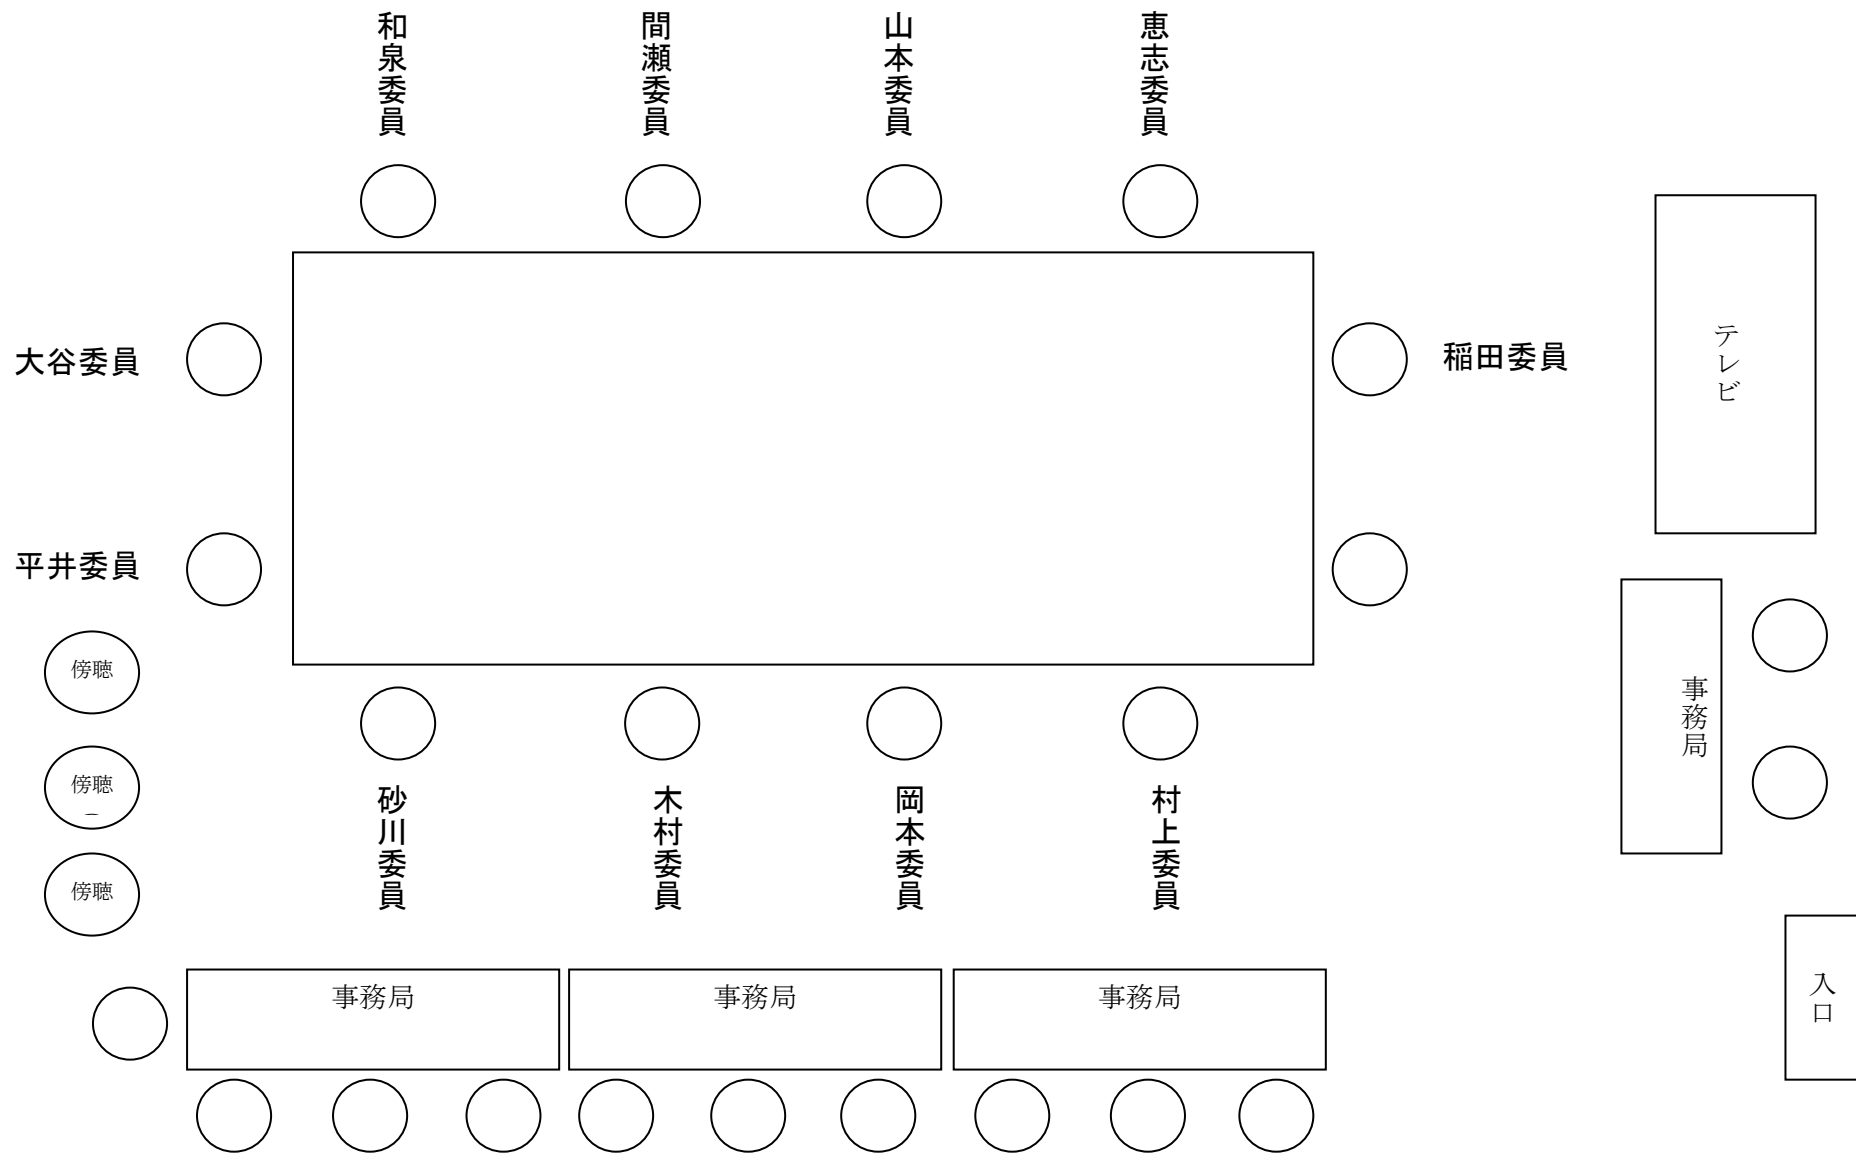 和泉委員
間瀬委員
山本委員
恵志委員
大谷委員
稲田委員
テレビ
平井委員
傍聴
傍聴
傍聴
事務局
砂川委員
木村委員
岡本委員
村上委員
事務局
事務局
事務局
入口